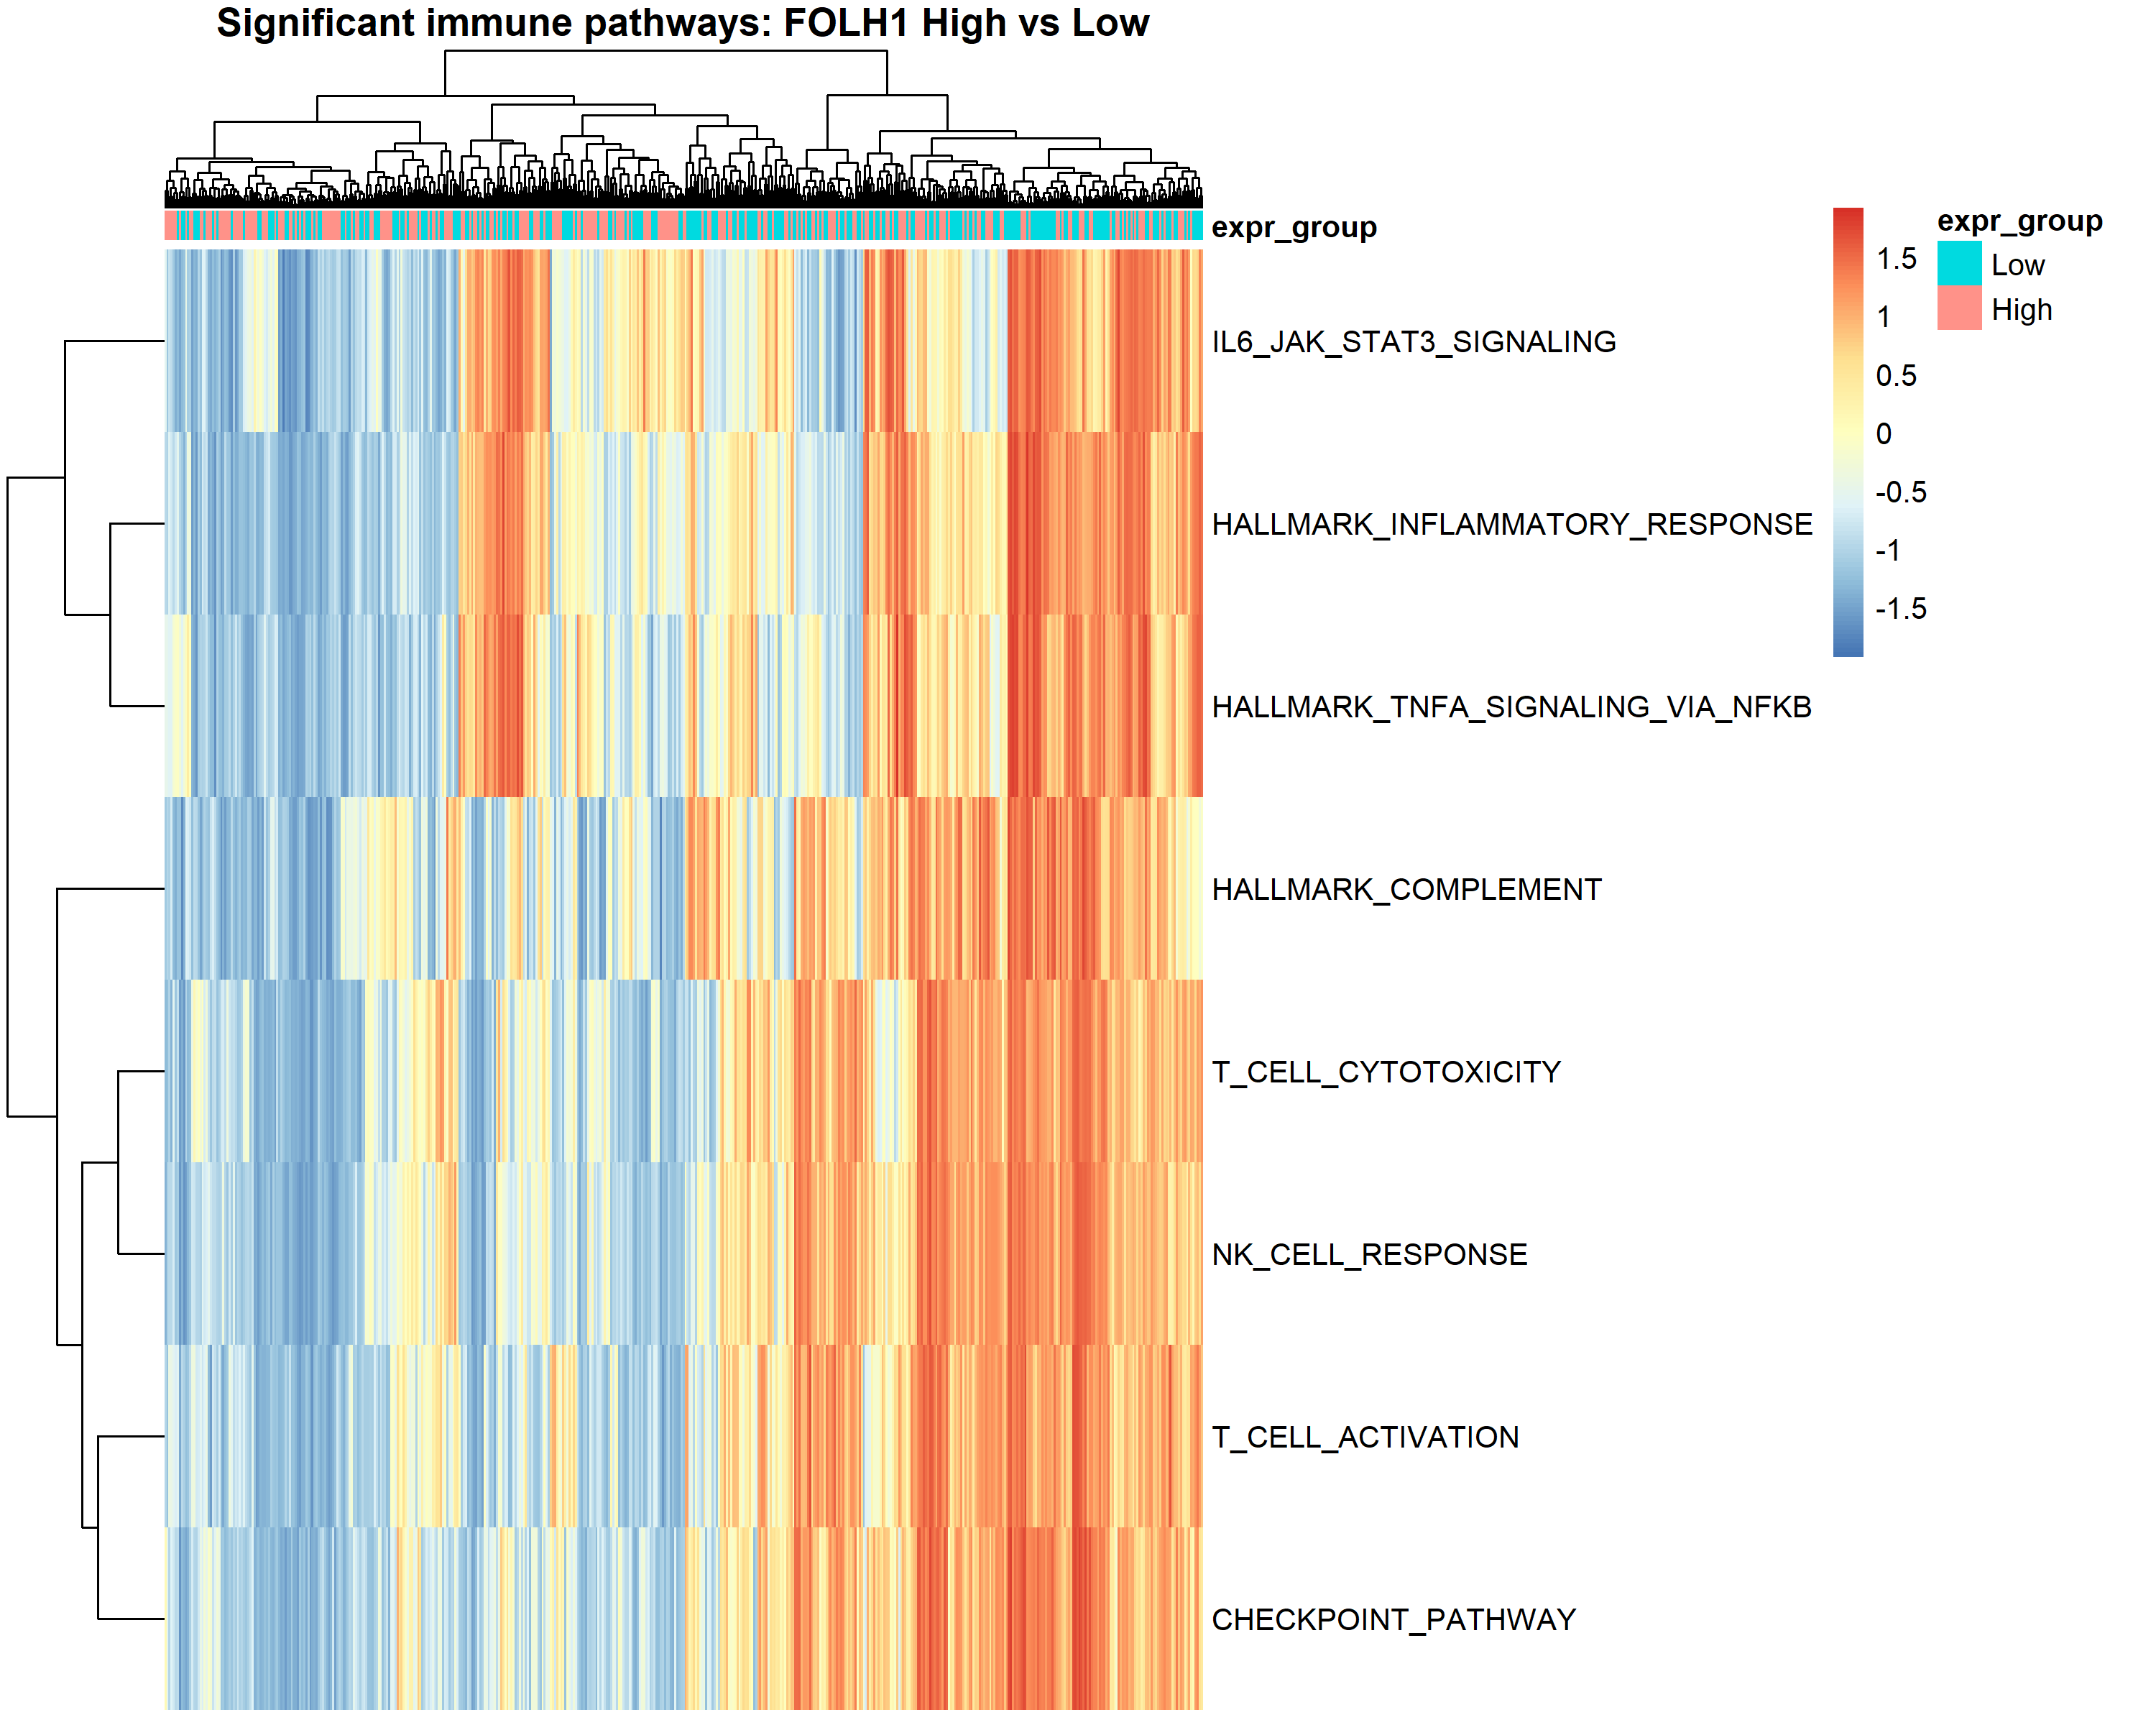 Significant immune pathways: FOLH1 High vs Low
expr_group
IL6_JAK_STAT3_SIGNALING
HALLMARK_INFLAMMATORY_RESPONSE
HALLMARK_TNFA_SIGNALING_VIA_NFKB
HALLMARK_COMPLEMENT
T_CELL_CYTOTOXICITY
NK_CELL_RESPONSE
T_CELL_ACTIVATION
CHECKPOINT_PATHWAY
1.5
1
0.5
0
-0.5
-1
-1.5
expr_group
Low
High